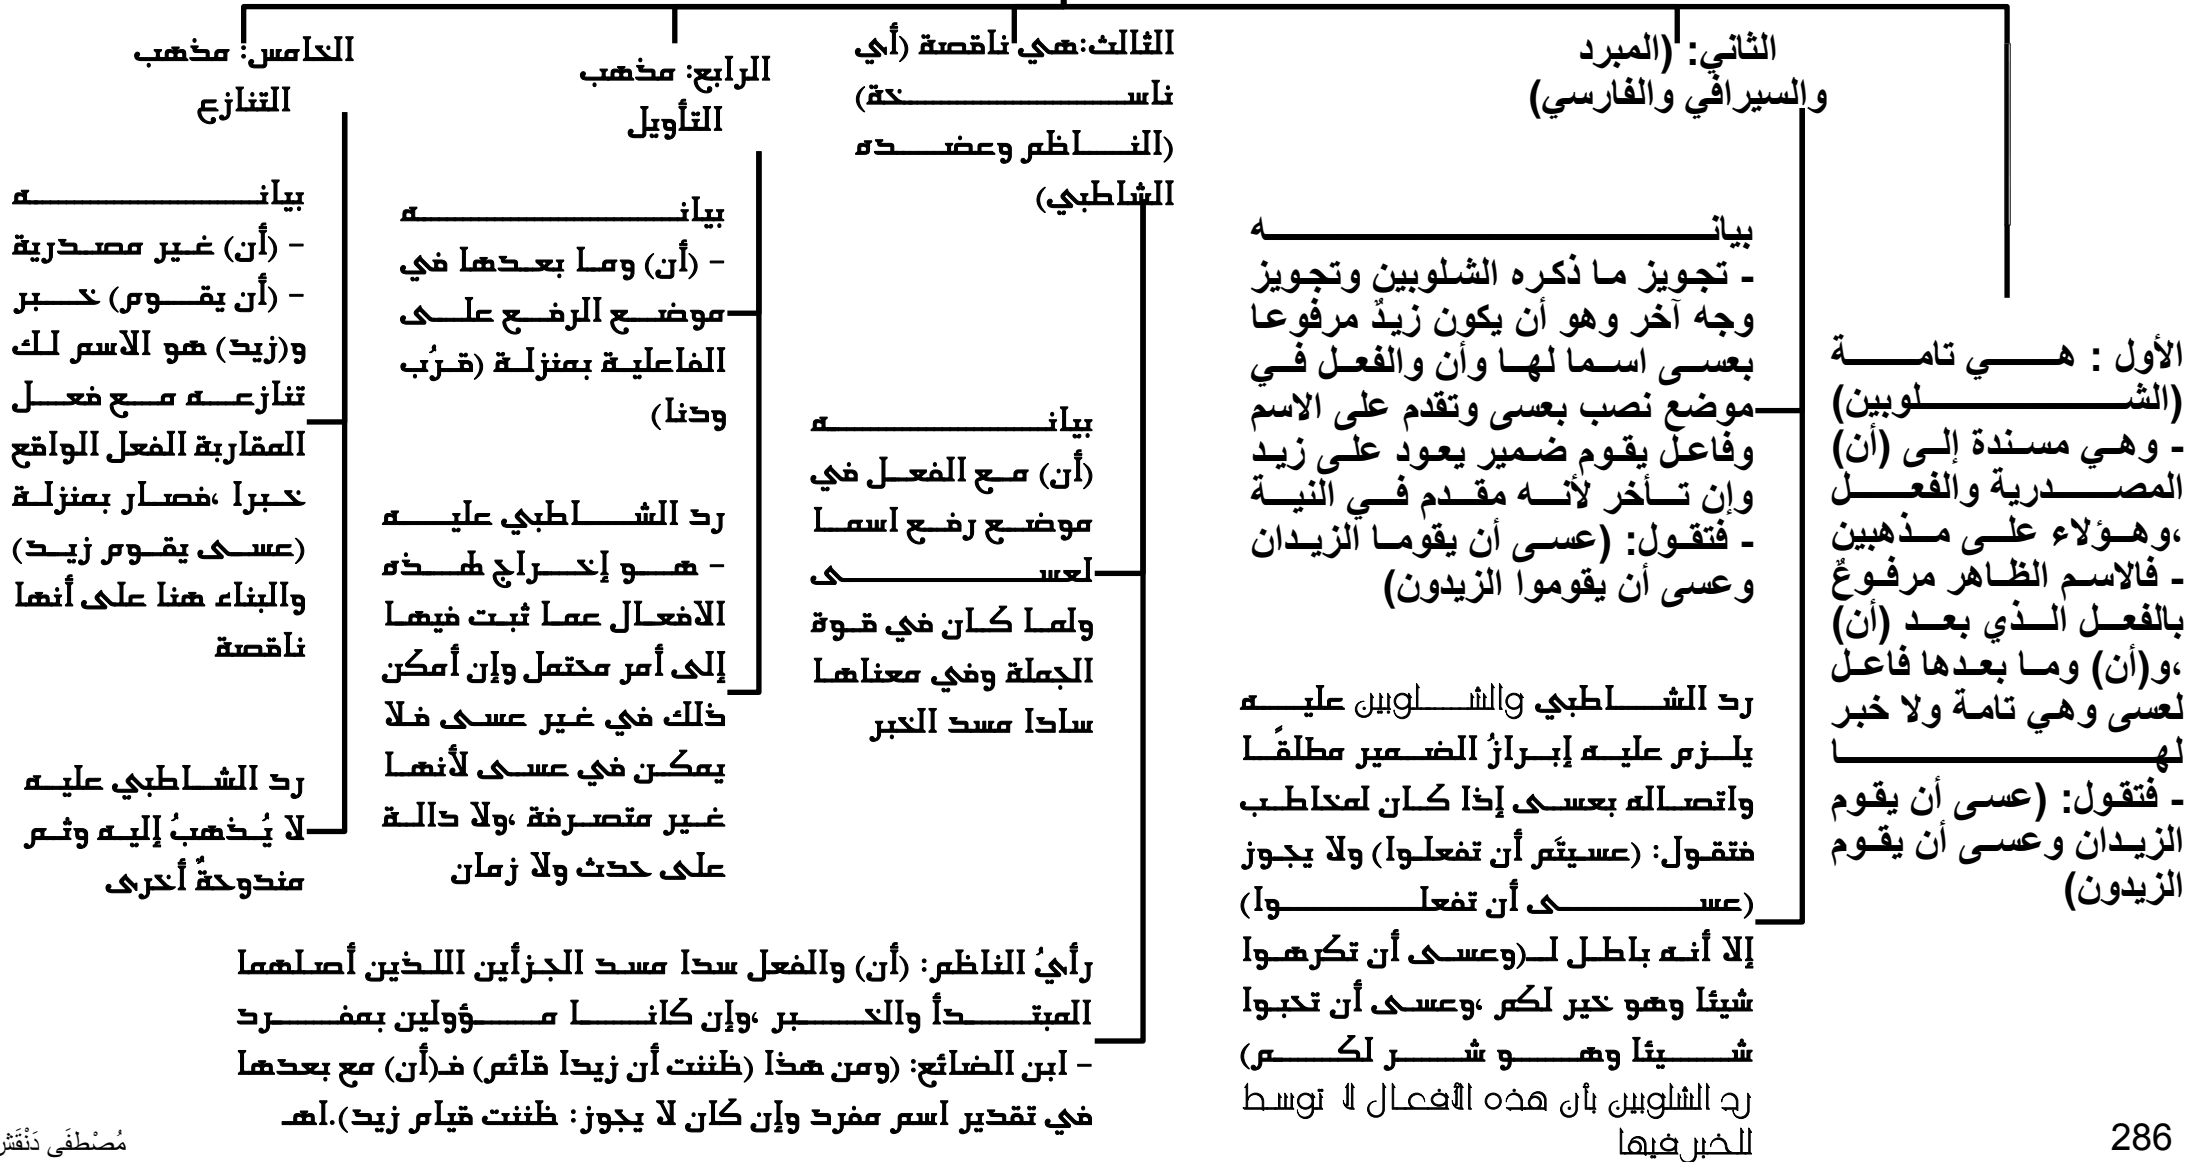 الأول : هي تامة
(الشلوبين)
- وهي مسندة إلى (أن)
المصدرية والفعل
،وهؤلاء على مذهبين
- فالاسم الظاهر مرفوعٌ
بالفعل الذي بعد (أن)
،و(أن) وما بعدها فاعل
لعسى وهي تامة ولا خبر
لها
- فتقول: (عسى أن يقوم
الزيدان وعسى أن يقوم
الزيدون)
الثاني: (المبرد
والسيرافي والفارسي)
بيانه
- تجويز ما ذكره الشلوبين وتجويز
وجه آخر وهو أن يكون زيدٌ مرفوعا
بعسى اسما لها وأن والفعل في
موضع نصب بعسى وتقدم على الاسم
وفاعل يقوم ضمير يعود على زيد
وإن تأخر لأنه مقدم في النية
- فتقول: (عسى أن يقوما الزيدان
وعسى أن يقوموا الزيدون)
رد الشاطبي والشلوبين عليه
يلزم عليه إبرازُ الضمير مطلقًا
واتصاله بعسى إذا كان لمخاطب
فتقول: (عسيتَم أن تفعلوا) ولا يجوز
(عسى أن تفعلوا)
إلا أنه باطل لـ(وعسى أن تكرهوا
شيئا وهو خير لكم ،وعسى أن تحبوا
شيئا وهو شر لكم)
رد الشلوبين بأن هذه الأفعال لا توسط
للخبر فيها
الثالث:هي ناقصة (أي
ناسخة)
(الناظم وعضده
الشاطبي)
بيانه
(أن) مع الفعل في
موضع رفع اسما
لعسى
ولما كان في قوة
الجملة وفي معناها
سادا مسد الخبر
رأيُ الناظم: (أن) والفعل سدا مسد الجزأين اللذين أصلهما
المبتدأ والخبر ،وإن كانا مؤولين بمفرد
- ابن الضائع: (ومن هذا (ظننت أن زيدا قائم) فـ(أن) مع بعدها
في تقدير اسم مفرد وإن كان لا يجوز: ظننت قيام زيد).اهـ
الرابع: مذهب
التأويل
بيانه
- (أن) وما بعدها في
موضع الرفع على
الفاعلية بمنزلة (قرُب
ودنا)
رد الشاطبي عليه
- هو إخراج لهذه
الافعال عما ثبت فيها
إلى أمر محتمل وإن أمكن
ذلك في غير عسى فلا
يمكن في عسى لأنها
غير متصرفة ،ولا دالة
على حدث ولا زمان
الخامس: مذهب
التنازع
بيانه
- (أن) غير مصدرية
- (أن يقوم) خبر
و(زيد) هو الاسم لك
تنازعه مع فعل
المقاربة الفعل الواقع
خبرا ،فصار بمنزلة
(عسى يقوم زيد)
والبناء هنا على أنها
ناقصة
رد الشاطبي عليه
لا يُذهبُ إليه وثم
مندوحةٌ أخرى
286
مُصْطفَى دَنْقَش